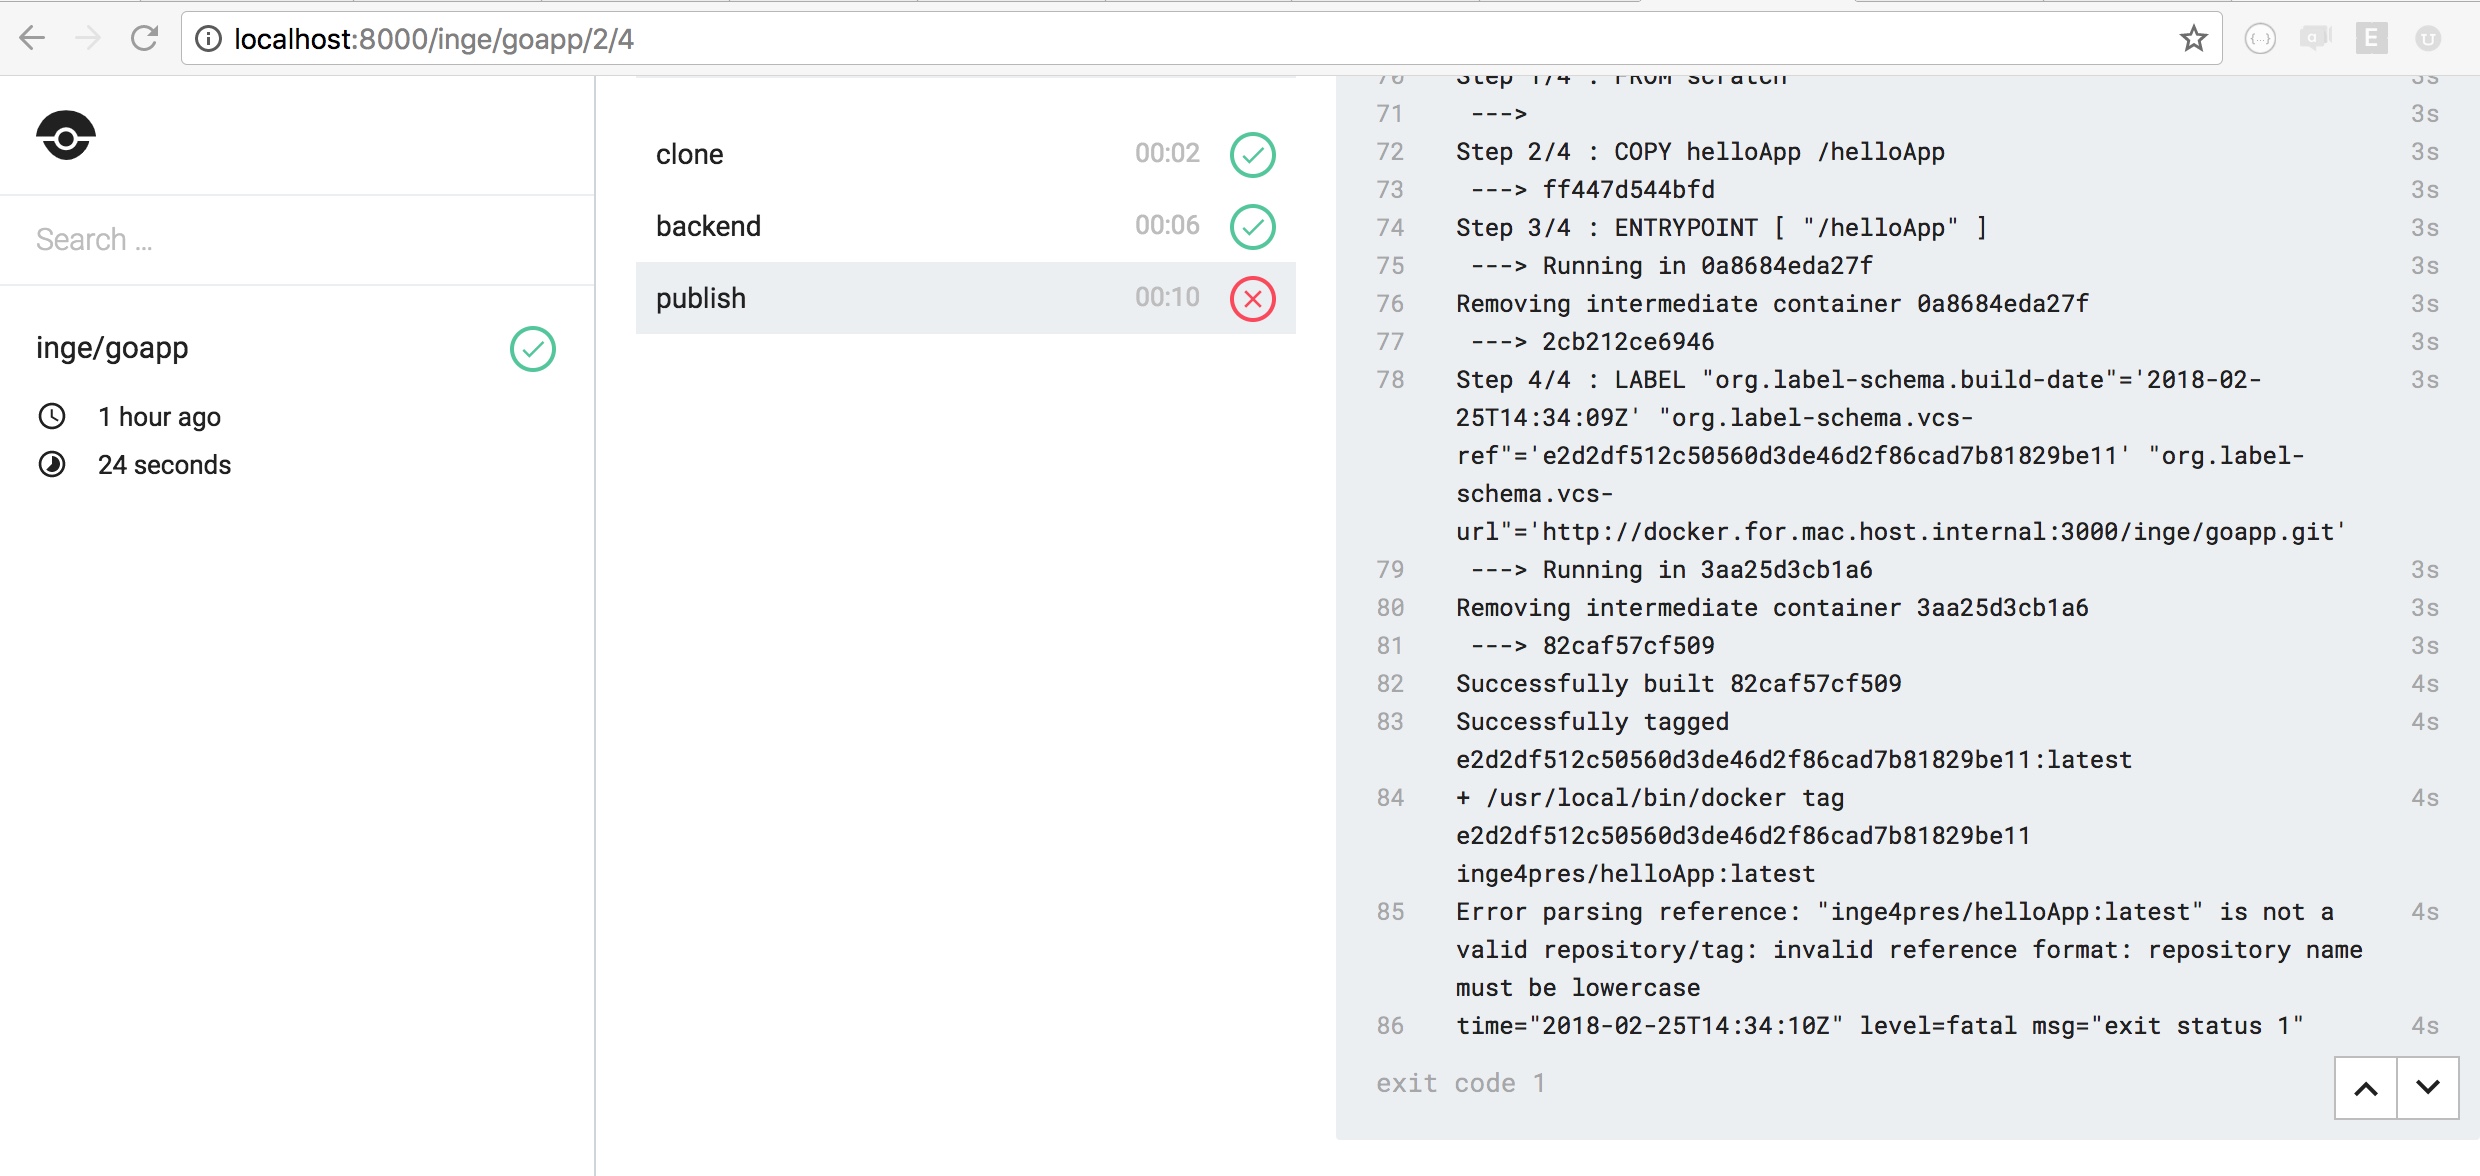 localhost:8000/inge/goapp/2/4
Search ...
inge/goapp
1 hour ago
24 seconds
clone 00:02
backend 00:06
publish 00:10
70 Step 1/4 : FROM scratch 3s
71 ---> 3s
72 Step 2/4 : COPY helloApp /helloApp 3s
73 ---> ff447d544bfd 3s
74 Step 3/4 : ENTRYPOINT [ "/helloApp" ] 3s
75 ---> Running in 0a8684eda27f 3s
76 Removing intermediate container 0a8684eda27f 3s
77 ---> 2cb212ce6946 3s
78 Step 4/4 : LABEL "org.label-schema.build-date"='2018-02- 3s
25T14:34:09Z' "org.label-schema.vcs-
ref"='e2d2df512c50560d3de46d2f86cad7b81829be11' "org.label-
schema.vcs-
url"='http://docker.for.mac.host.internal:3000/inge/goapp.git'
79 ---> Running in 3aa25d3cb1a6 3s
80 Removing intermediate container 3aa25d3cb1a6 3s
81 ---> 82caf57cf509 3s
82 Successfully built 82caf57cf509 4s
83 Successfully tagged 4s
e2d2df512c50560d3de46d2f86cad7b81829be11:latest
84 + /usr/local/bin/docker tag 4s
e2d2df512c50560d3de46d2f86cad7b81829be11
inge4pres/helloApp:latest
85 Error parsing reference: "inge4pres/helloApp:latest" is not a 4s
valid repository/tag: invalid reference format: repository name
must be lowercase
86 time="2018-02-25T14:34:10Z" level=fatal msg="exit status 1" 4s
exit code 1